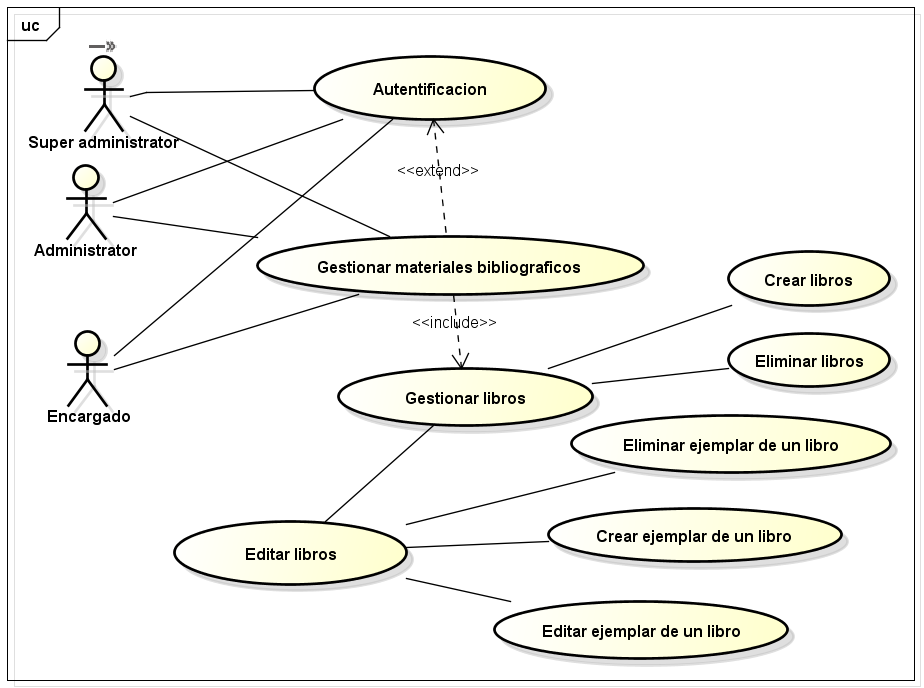 uc
Autentificacion
Super administrator
<<extend>>
Administrator
Gestionar materiales bibliograficos
Crear libros
<<include>>
Eliminar libros
Gestionar libros
Encargado
Eliminar ejemplar de un libro
Crear ejemplar de un libro
Editar libros
Editar ejemplar de un libro